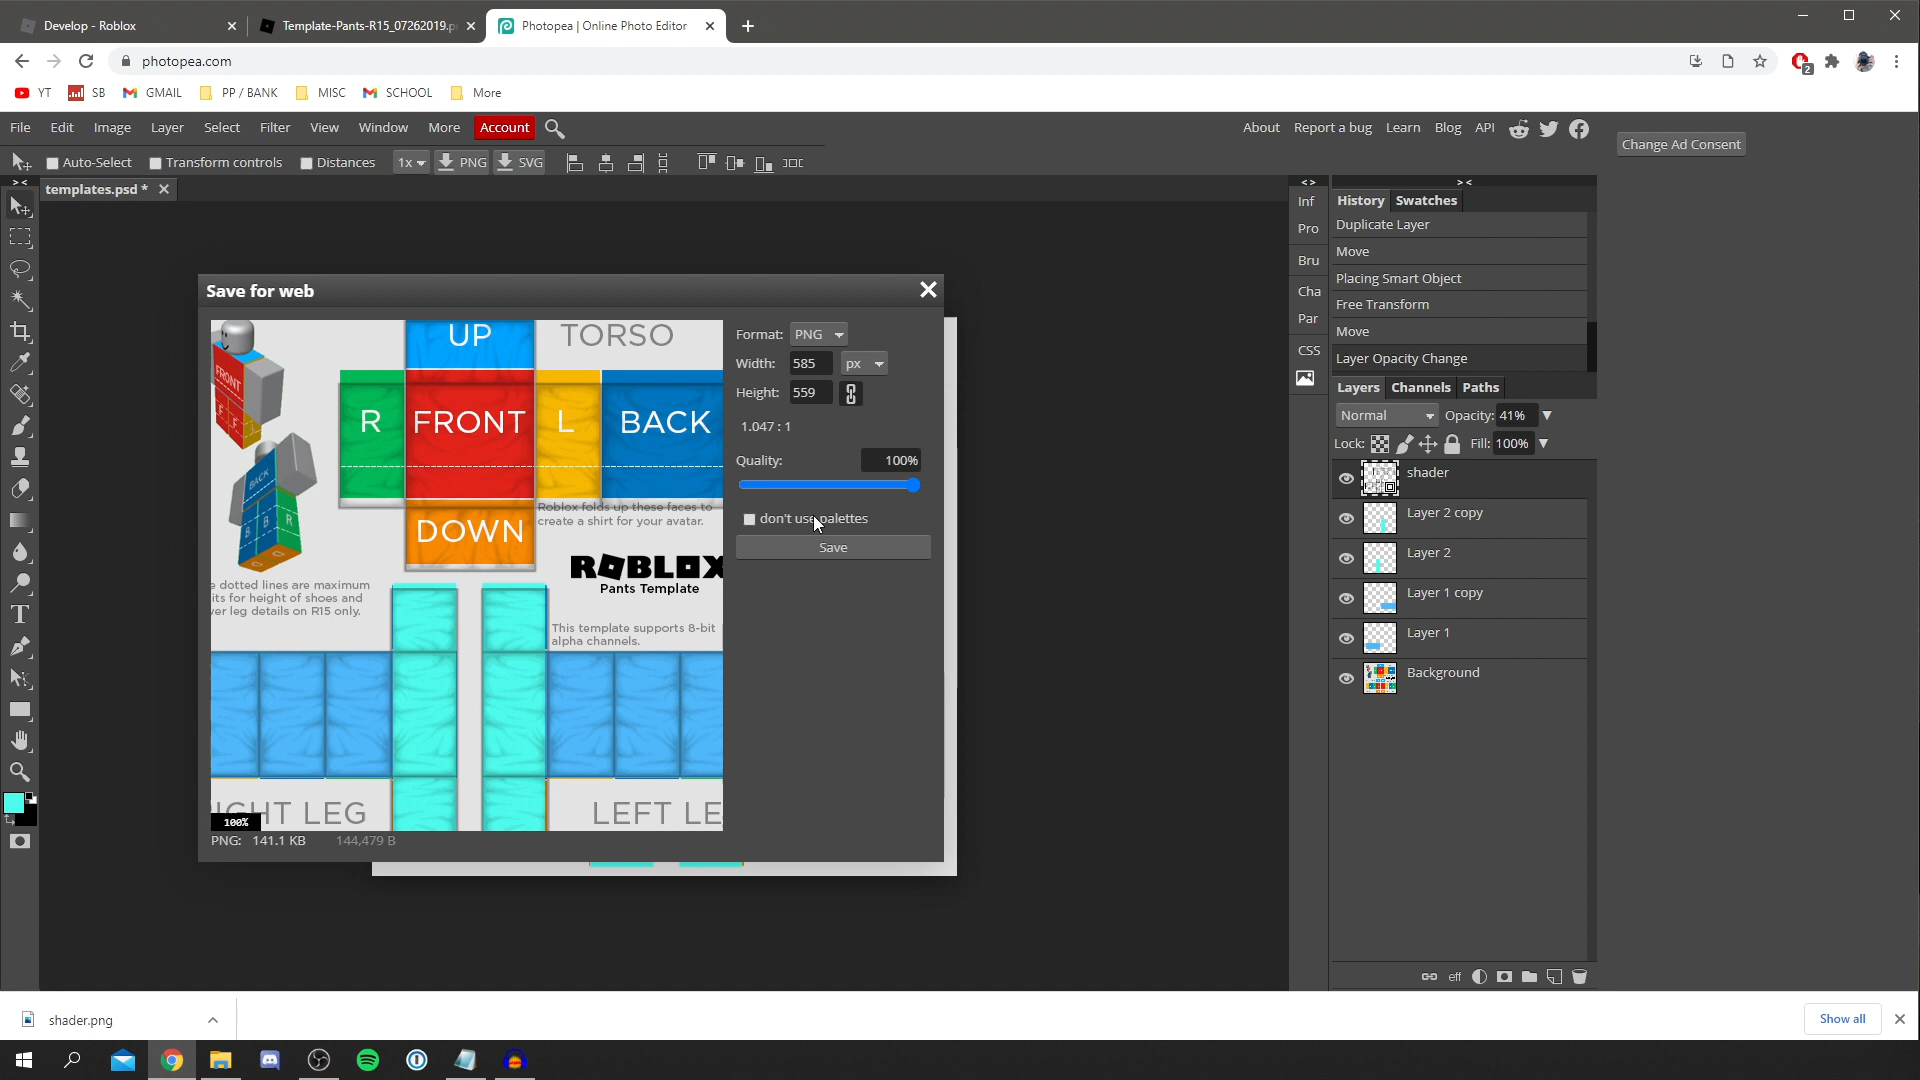 Develop - Roblox
Template-Pants-R15_07262019.p
Photopea | Online Photo Editor
photopea.com
2
YT
SB
GMAIL
PP / BANK
MISC
SCHOOL
More
File Edit Image Layer Select Filter View Window More Account
About Report a bug Learn Blog API
Change Ad Consent
Auto-Select Transform controls Distances 1x PNG SVG
templates.psd *
Save for web
UP
TORSO
FRONT
R
FRONT
L
BACK
DOWN
Roblox folds up these faces to
create a shirt for your avatar.
BACK
R
B
B
ROBLOX
Pants Template
e dotted lines are maximum
its for height of shoes and
ver leg details on R15 only.
This template supports 8-bit
alpha channels.
IGHT LEG
LEFT LE
100%
PNG: 141.1 KB 144,479 B
Format: PNG
Width: 585 px
Height: 559
1.047 : 1
Quality: 100%
don't use palettes
Save
Inf
Pro
Bru
Cha
Par
CSS
History Swatches
Duplicate Layer
Move
Placing Smart Object
Free Transform
Move
Layer Opacity Change
Layers Channels Paths
Normal Opacity: 41%
Lock: Fill: 100%
shader
Layer 2 copy
Layer 2
Layer 1 copy
Layer 1
Background
eff
shader.png
Show all